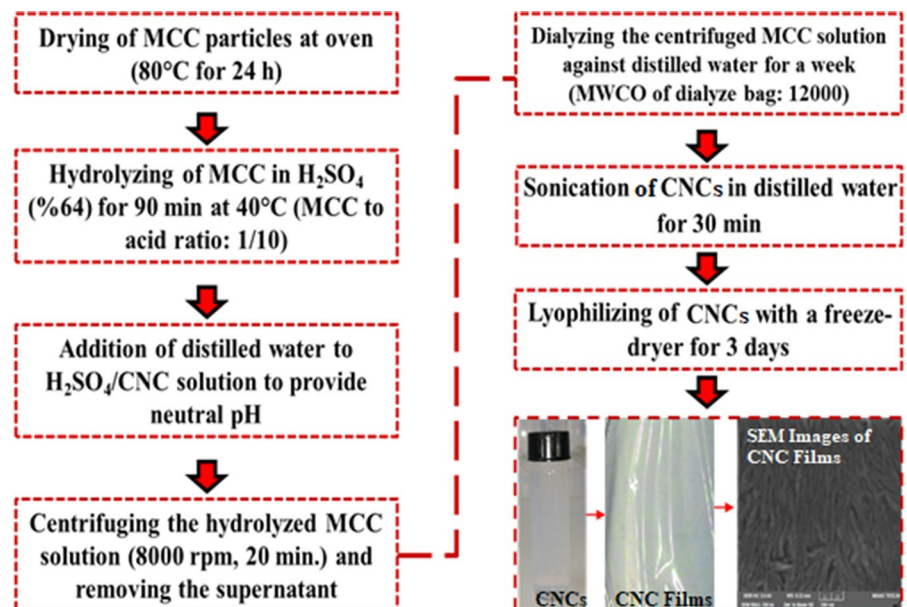 Drying of MCC particles at oven
(80°C for 24 h)
Hydrolyzing of MCC in H₂SO₄
(%64) for 90 min at 40°C (MCC to
acid ratio: 1/10)
Addition of distilled water to
H₂SO₄/CNC solution to provide
neutral pH
Centrifuging the hydrolyzed MCC
solution (8000 rpm, 20 min.) and
removing the supernatant
Dialyzing the centrifuged MCC solution
against distilled water for a week
(MWCO of dialyze bag: 12000)
Sonication of CNCs in distilled water
for 30 min
Lyophilizing of CNCs with a freeze-
dryer for 3 days
SEM Images of
CNC Films
CNCs
CNC Films